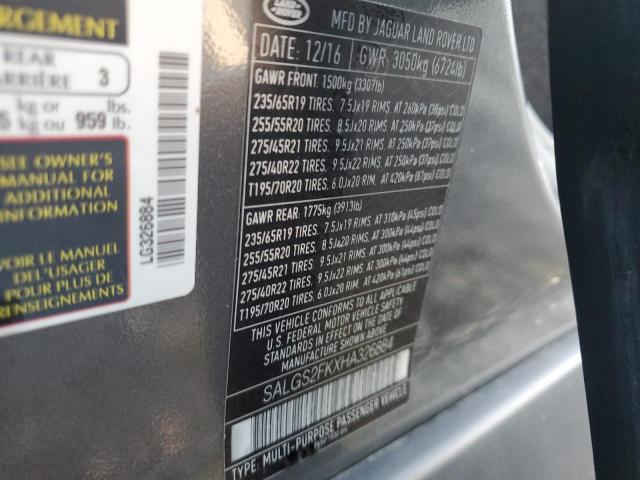 ARGEMENT
REAR
ARRIÈRE 3
kg or lbs.
kg ou 959 lb.
SEE OWNER'S
MANUAL FOR
ADDITIONAL
INFORMATION
VOIR LE MANUEL
DE L'USAGER
POUR PLUS DE
RENSEIGNEMENTS
LG326884
LAND ROVER
MFD BY JAGUAR LAND ROVER LTD
DATE: 12/16 GWR 3050kg (6724lb)
GAWR FRONT: 1500kg (3307lb)
235/65R19 TIRES. 7.5Jx19 RIMS. AT 260kPa (38psi) COLD
255/55R20 TIRES. 8.5Jx20 RIMS. AT 250kPa (37psi) COLD
275/45R21 TIRES. 9.5Jx21 RIMS. AT 250kPa (37psi) COLD
275/40R22 TIRES. 9.5Jx22 RIMS. AT 250kPa (37psi) COLD
T195/70R20 TIRES. 6.0Jx20 RIM. AT 420kPa (61psi) COLD
GAWR REAR: 1775kg (3913lb)
235/65R19 TIRES. 7.5Jx19 RIMS. AT 310kPa (45psi) COLD
255/55R20 TIRES. 8.5Jx20 RIMS. AT 300kPa (44psi) COLD
275/45R21 TIRES. 9.5Jx21 RIMS. AT 300kPa (44psi) COLD
275/40R22 TIRES. 9.5Jx22 RIMS. AT 300kPa (44psi) COLD
T195/70R20 TIRES. 6.0Jx20 RIM. AT 420kPa (61psi) COLD
THIS VEHICLE CONFORMS TO ALL APPLICABLE
U.S. FEDERAL MOTOR VEHICLE SAFETY
STANDARDS IN EFFECT ON THE DATE OF
MANUFACTURE SHOWN ABOVE.
SALGS2FKXHA326884
TYPE: MULTI-PURPOSE PASSENGER VEHICLE